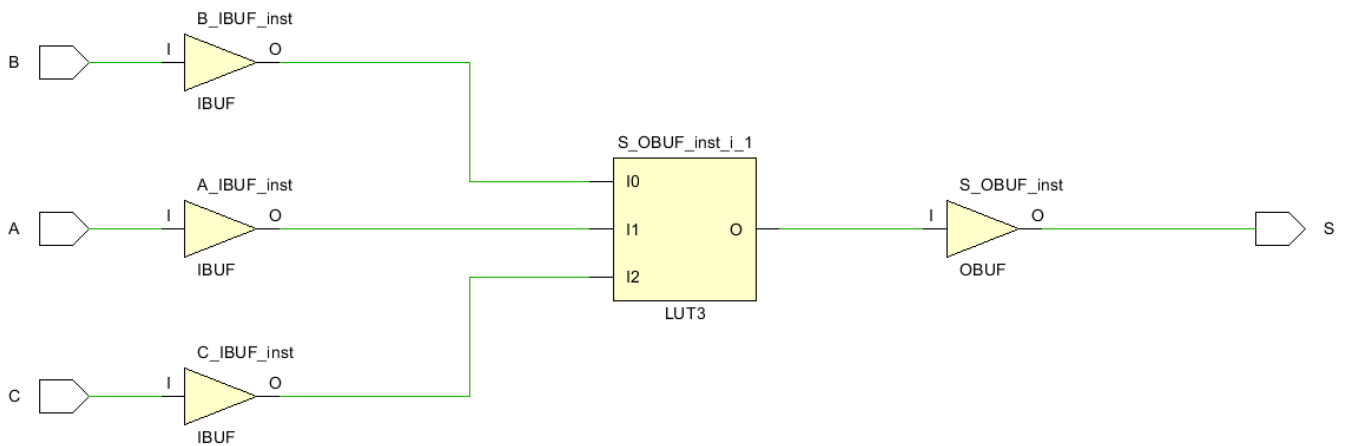 B_IBUF_inst
B
I
O
IBUF
S_OBUF_inst_i_1
A_IBUF_inst
I0
S_OBUF_inst
A
I
O
I1
O
I
O
S
IBUF
OBUF
I2
LUT3
C_IBUF_inst
C
I
O
IBUF